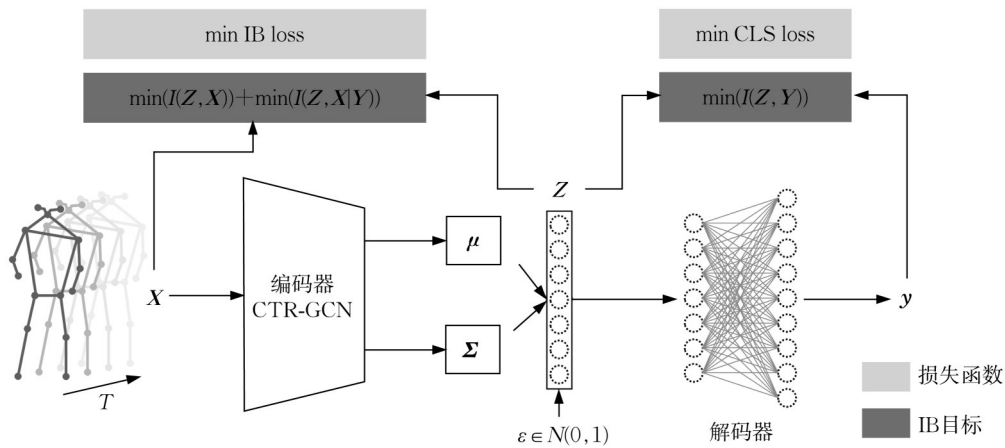 min IB loss
min CLS loss
min(I(Z,X))+min(I(Z,X|Y))
min(I(Z,Y))
Z
μ
X
编码器
CTR-GCN
y
Σ
T
ε∈N(0,1)
解码器
损失函数
IB目标